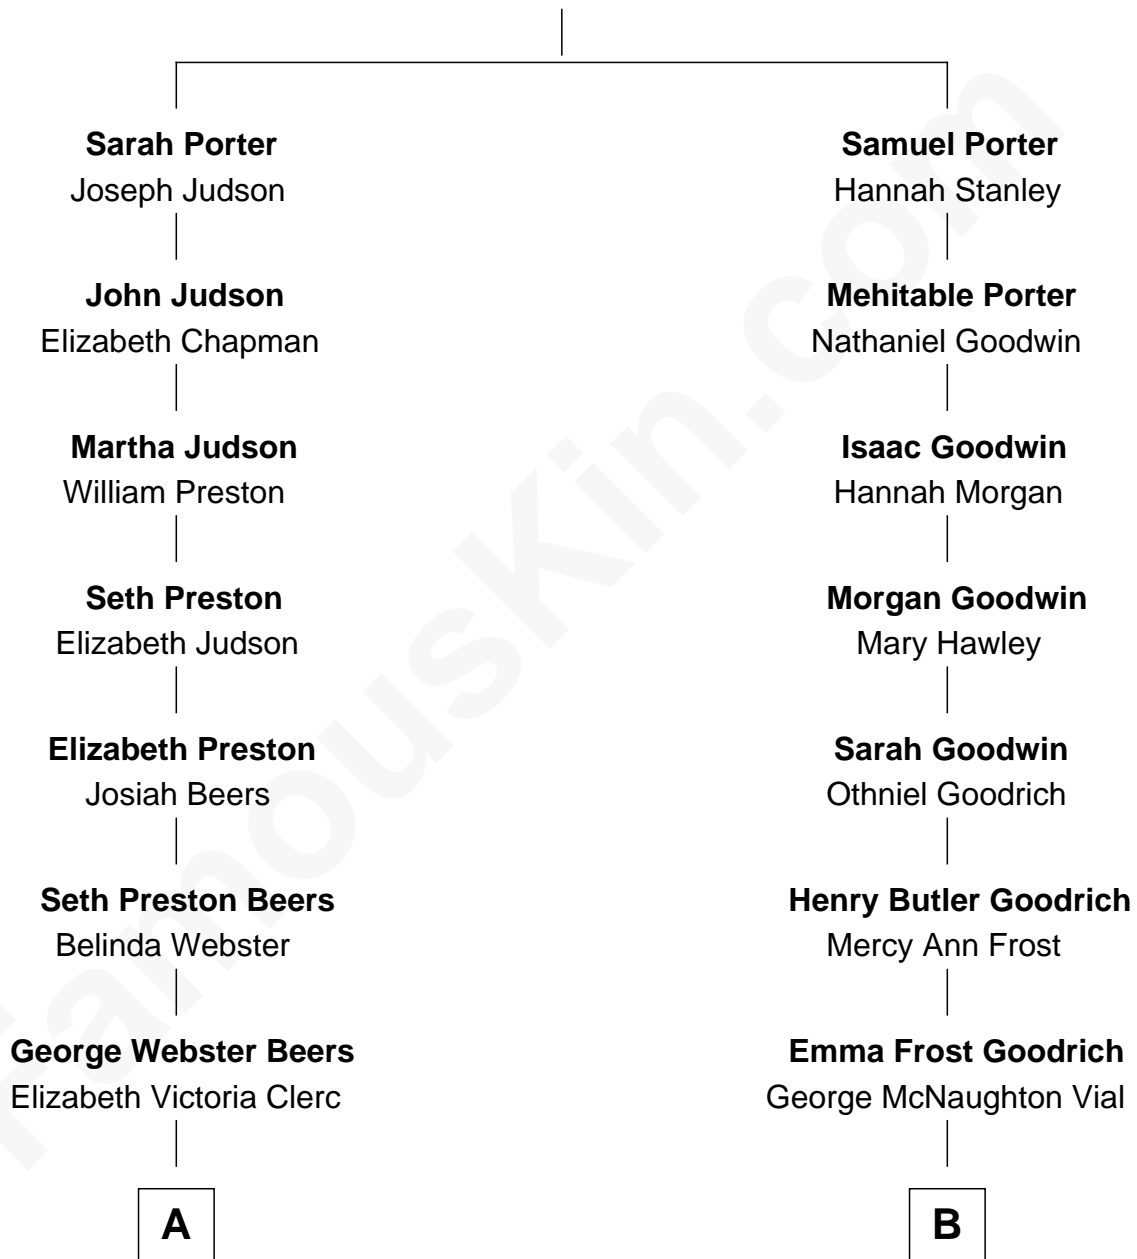 Sarah Porter
Joseph Judson
John Judson
Elizabeth Chapman
Martha Judson
William Preston
Seth Preston
Elizabeth Judson
Elizabeth Preston
Josiah Beers
Seth Preston Beers
Belinda Webster
George Webster Beers
Elizabeth Victoria Clerc
A
Samuel Porter
Hannah Stanley
Mehitable Porter
Nathaniel Goodwin
Isaac Goodwin
Hannah Morgan
Morgan Goodwin
Mary Hawley
Sarah Goodwin
Othniel Goodrich
Henry Butler Goodrich
Mercy Ann Frost
Emma Frost Goodrich
George McNaughton Vial
B
FamousKin.com